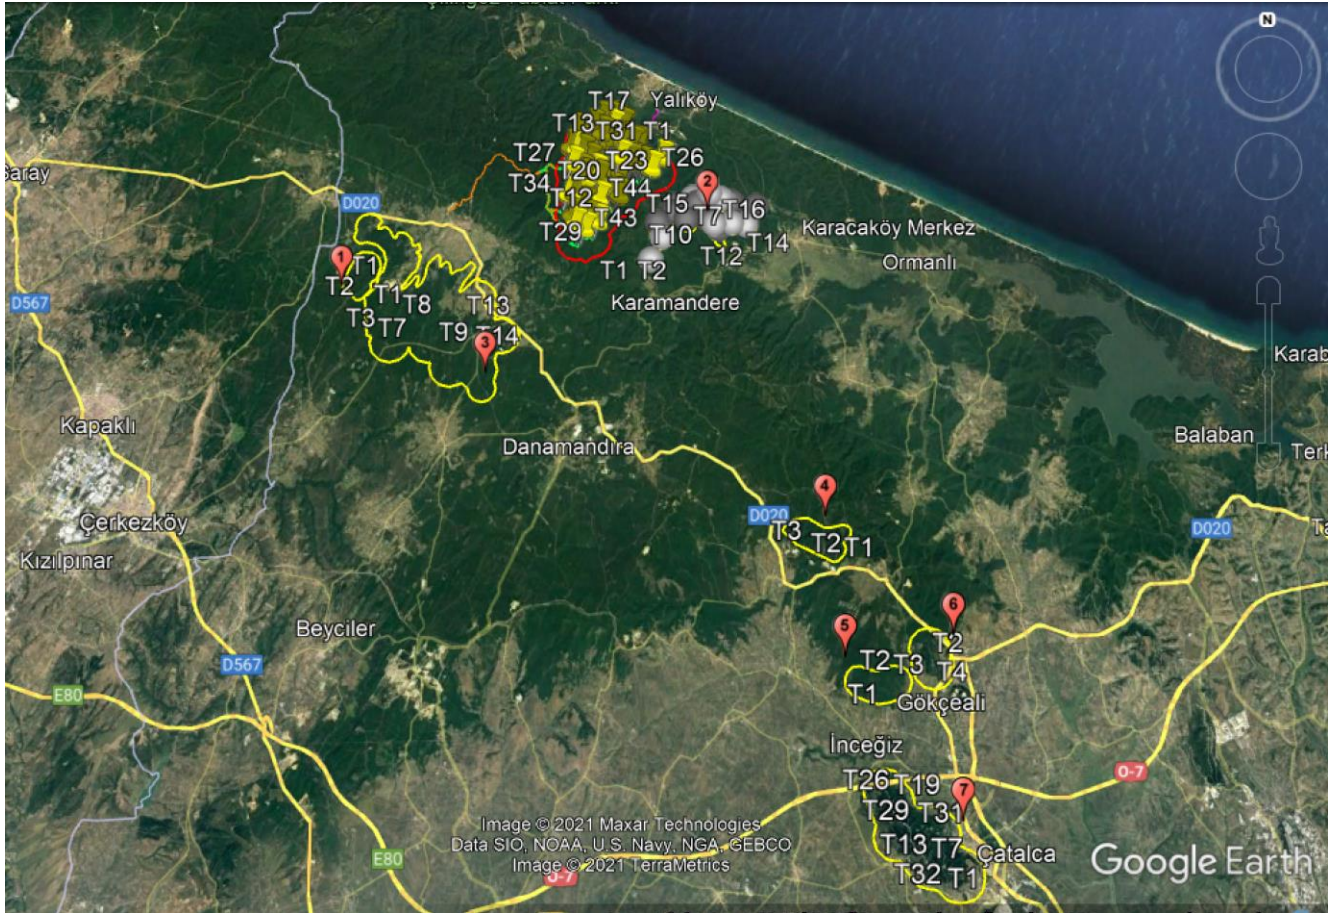 N
T17
Yalıköy
T13
T31
T1
T27
T23
T26
T20
T34
T44
2
T12
T15
T16
D020
T43
T7
T29
T10
T14
Karacaköy Merkez
T12
Ormanlı
1
T1
T1
T2
T2
T1
T8
T13
Karamandere
D567
T3
T7
T9
T14
3
Karab
Kapaklı
Danamandıra
Balaban
Terk
4
Çerkezköy
D020
T3
T2
T1
D020
Kızılpınar
6
Beyciler
5
T2
D567
T2
T3
T4
E80
T1
Gökçeali
İnceğiz
T26
T19
O-7
7
T29
T31
Image © 2021 Maxar Technologies
Data SIO, NOAA, U.S. Navy, NGA, GEBCO
Image © 2021 TerraMetrics
T13
T7
Çatalca
E80
Google Earth
O-7
T32
T1